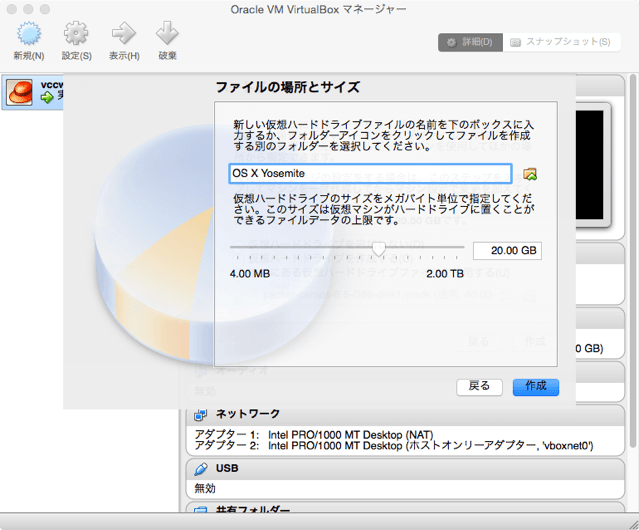 Oracle VM VirtualBox マネージャー
新規(N)
設定(S)
表示(H)
破棄
詳細(D)
スナップショット(S)
vccw
ファイルの場所とサイズ
新しい仮想ハードドライブファイルの名前を下のボックスに入
力するか、フォルダーアイコンをクリックしてファイルを作成
する別のフォルダーを選択してください。
OS X Yosemite
仮想ハードドライブのサイズをメガバイト単位で指定してくだ
さい。このサイズは仮想マシンがハードドライブに置くことが
できるファイルデータの上限です。
20.00 GB
4.00 MB
2.00 TB
戻る
作成
0 GB)
オーディオ
無効
ネットワーク
アダプター 1: Intel PRO/1000 MT Desktop (NAT)
アダプター 2: Intel PRO/1000 MT Desktop (ホストオンリーアダプター, 'vboxnet0')
USB
無効
共有フォルダー